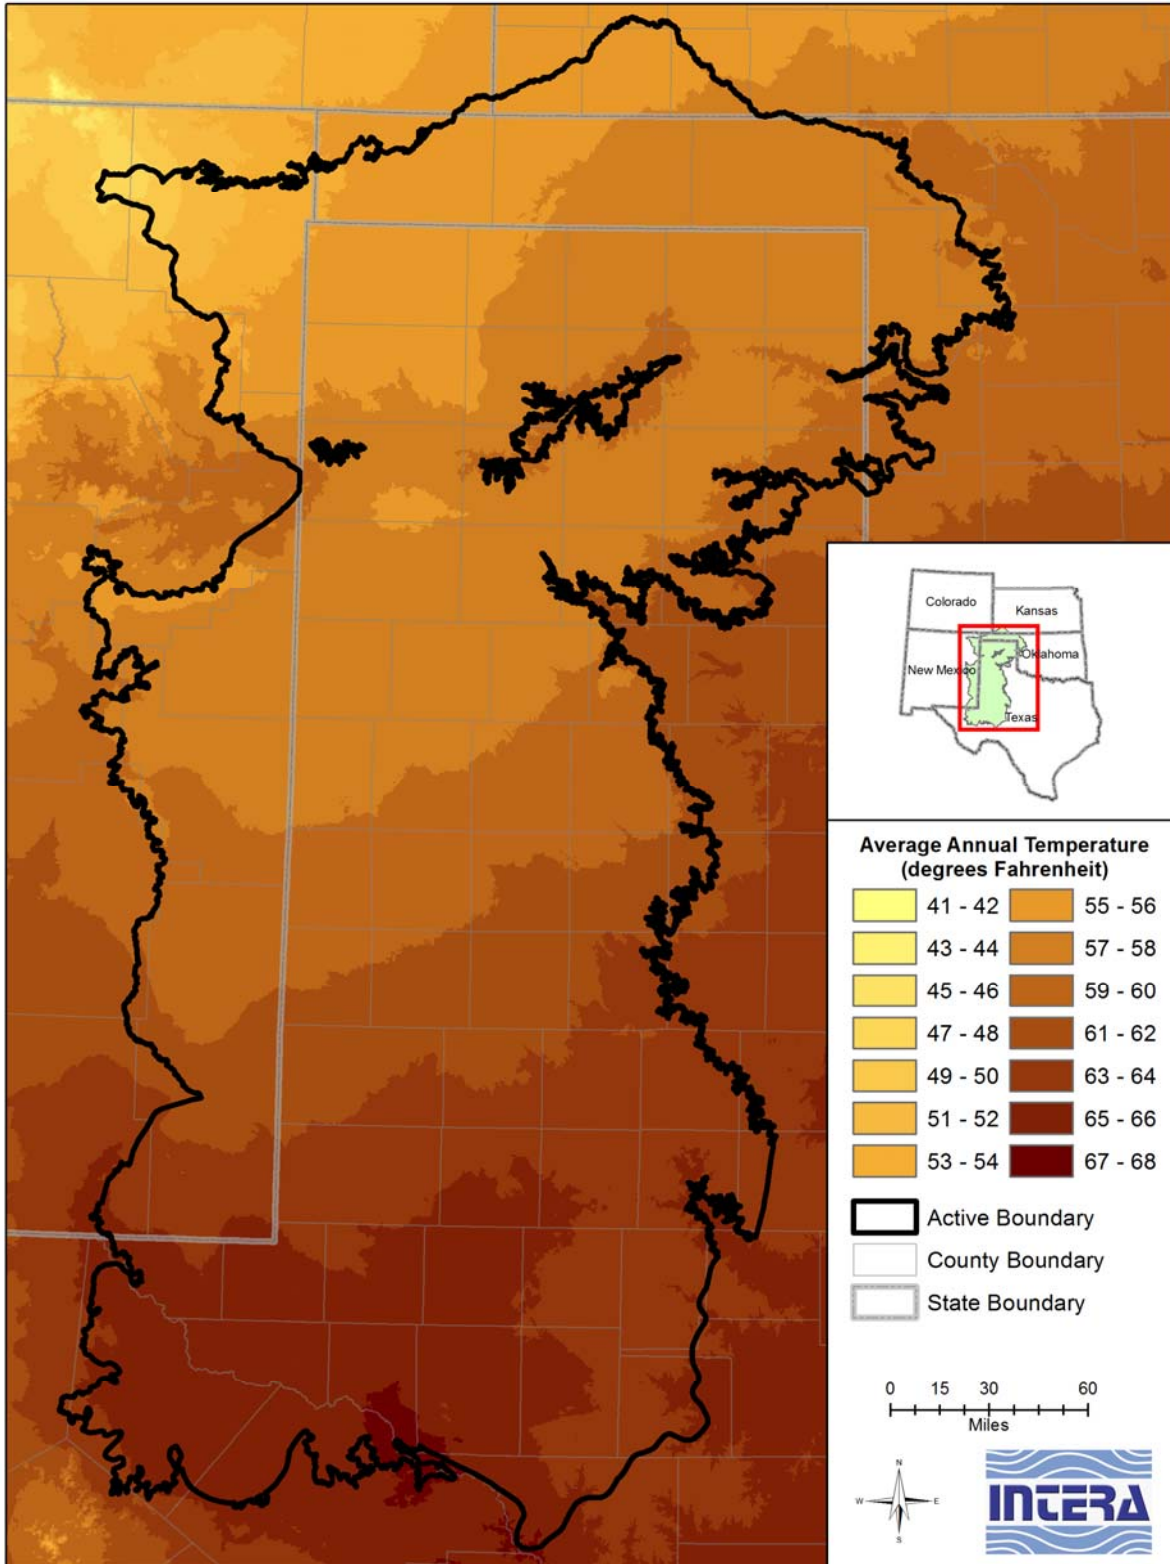 Colorado
Kansas
New Mexico
Oklahoma
Texas
Average Annual Temperature
(degrees Fahrenheit)
41 - 42 55 - 56
43 - 44 57 - 58
45 - 46 59 - 60
47 - 48 61 - 62
49 - 50 63 - 64
51 - 52 65 - 66
53 - 54 67 - 68
Active Boundary
County Boundary
State Boundary
0 15 30 60
Miles
N
W E
S
INTERA